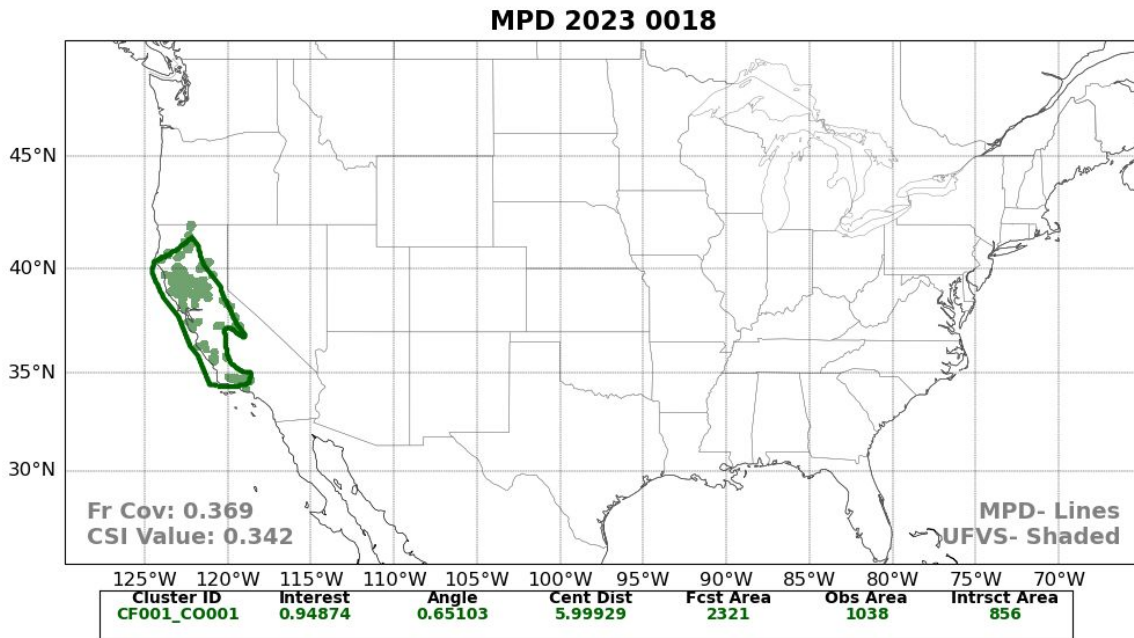 MPD 2023 0018
45°N
40°N
35°N
30°N
Fr Cov: 0.369
CSI Value: 0.342
MPD- Lines
UFVS- Shaded
125°W 120°W 115°W 110°W 105°W 100°W 95°W 90°W 85°W 80°W 75°W 70°W
Cluster ID Interest Angle Cent Dist Fcst Area Obs Area Intrsct Area
CF001_CO001 0.94874 0.65103 5.99929 2321 1038 856